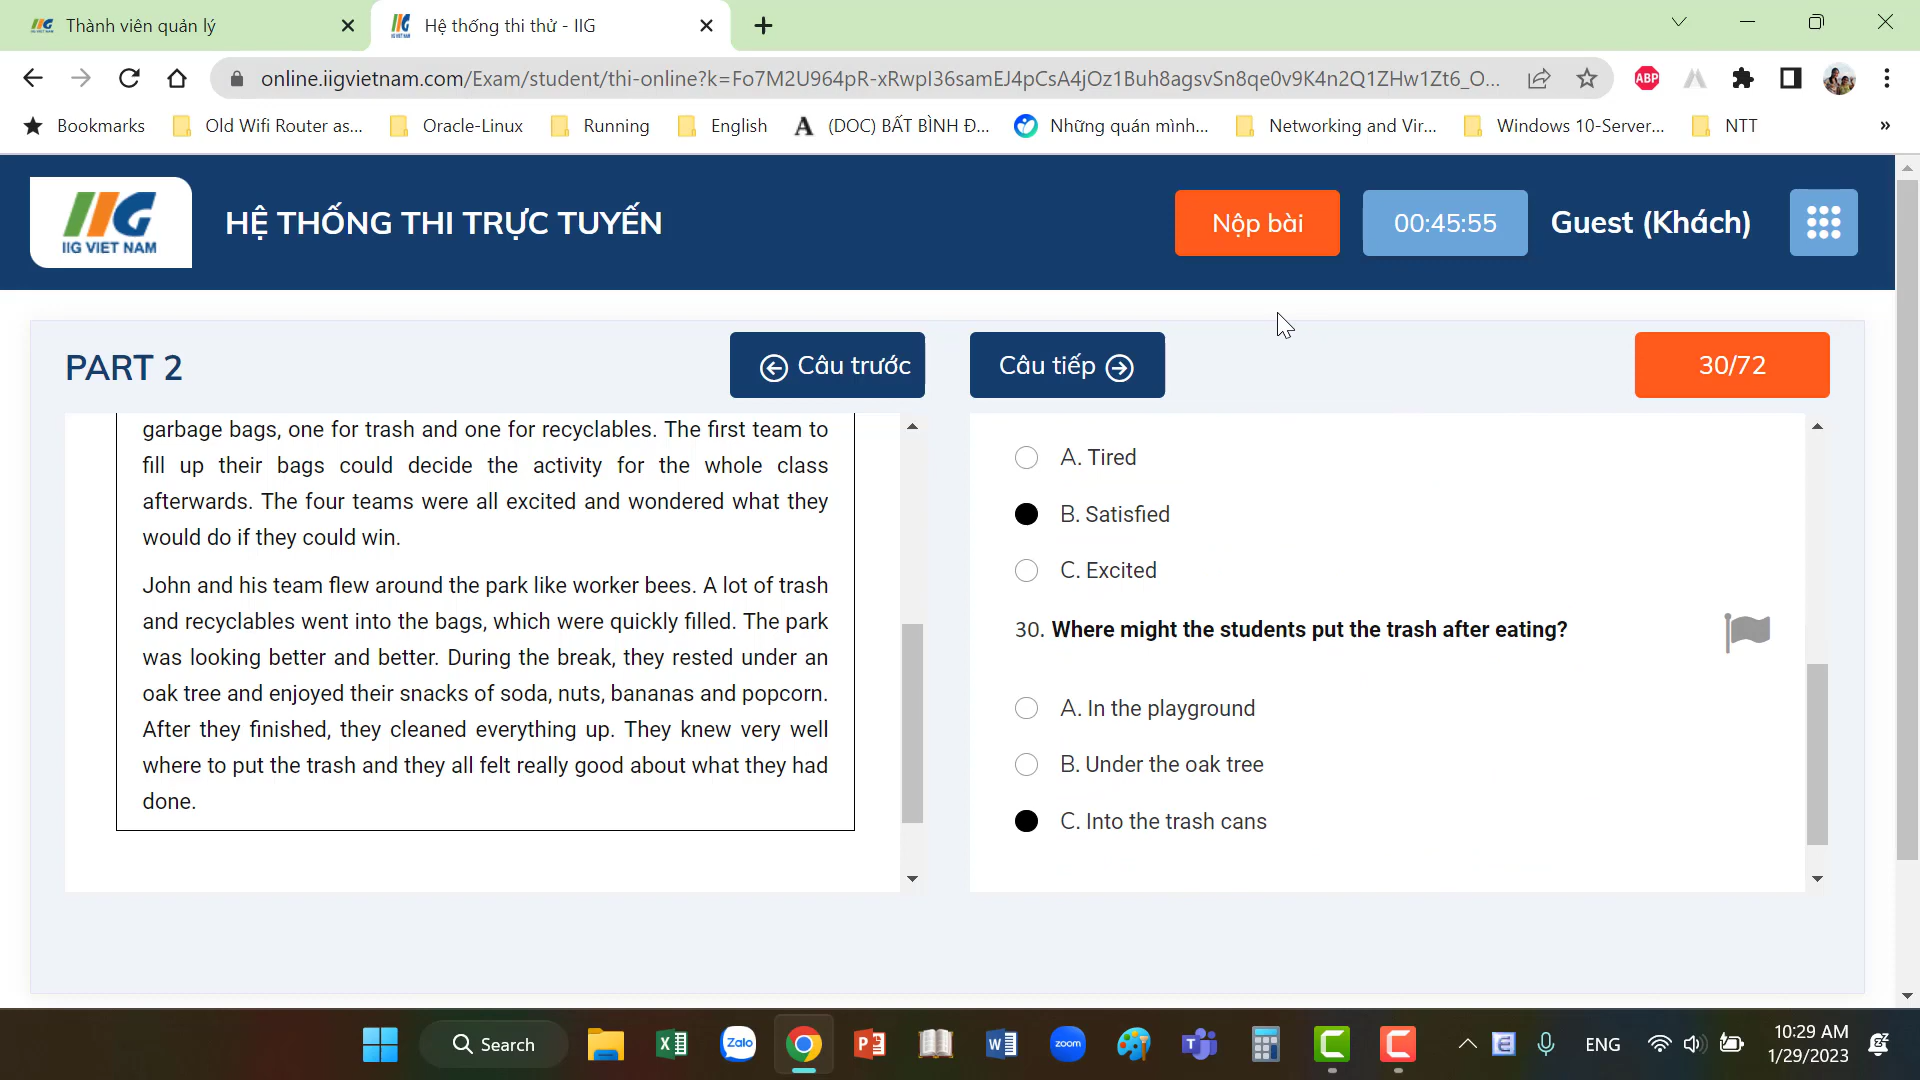 Thành viên quản lý
Hệ thống thi thử - IIG
online.iigvietnam.com/Exam/student/thi-online?k=Fo7M2U964pR-xRwpI36samEJ4pCsA4jOz1Buh8agsvSn8qe0v9K4n2Q1ZHw1Zt6_O...
ABP
Bookmarks
Old Wifi Router as...
Oracle-Linux
Running
English
(DOC) BẤT BÌNH Đ...
Những quán mình...
Networking and Vir...
Windows 10-Server...
NTT
»
IIG VIET NAM
HỆ THỐNG THI TRỰC TUYẾN
Nộp bài
00:45:55
Guest (Khách)
PART 2
Câu trước
Câu tiếp
30/72
garbage bags, one for trash and one for recyclables. The first team to
fill up their bags could decide the activity for the whole class
afterwards. The four teams were all excited and wondered what they
would do if they could win.
John and his team flew around the park like worker bees. A lot of trash
and recyclables went into the bags, which were quickly filled. The park
was looking better and better. During the break, they rested under an
oak tree and enjoyed their snacks of soda, nuts, bananas and popcorn.
After they finished, they cleaned everything up. They knew very well
where to put the trash and they all felt really good about what they had
done.
A. Tired
B. Satisfied
C. Excited
30. Where might the students put the trash after eating?
A. In the playground
B. Under the oak tree
C. Into the trash cans
Search
Zalo
zoom
ENG
10:29 AM
1/29/2023